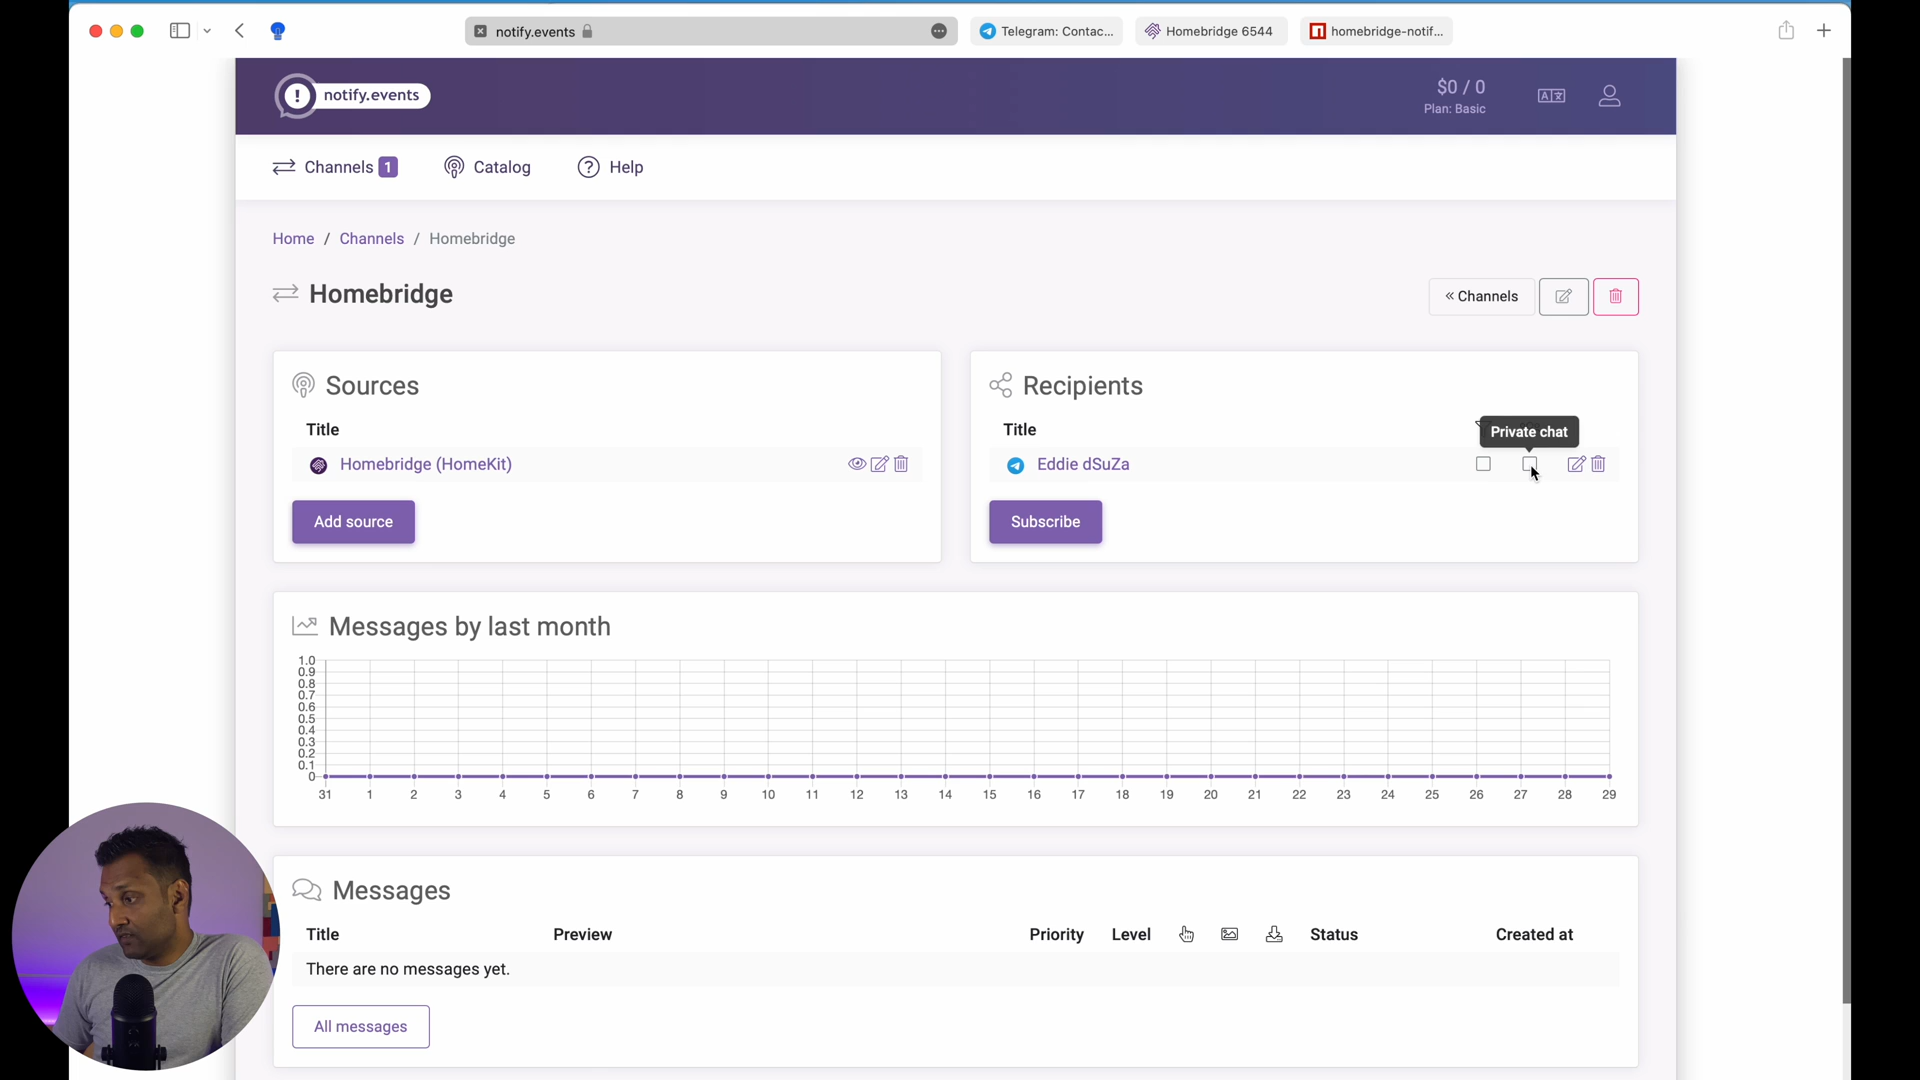 notify.events
Telegram: Contac...
Homebridge 6544
homebridge-notif...
notify.events
$0 / 0
Plan: Basic
Channels 1
Catalog
Help
Home / Channels / Homebridge
Homebridge
« Channels
Sources
Title
Homebridge (HomeKit)
Add source
Recipients
Title
Private chat
Eddie dSuZa
Subscribe
Messages by last month
1.0
0.9
0.8
0.7
0.6
0.5
0.4
0.3
0.2
0.1
0
31 1 2 3 4 5 6 7 8 9 10 11 12 13 14 15 16 17 18 19 20 21 22 23 24 25 26 27 28 29
Messages
Title Preview Priority Level Status Created at
There are no messages yet.
All messages